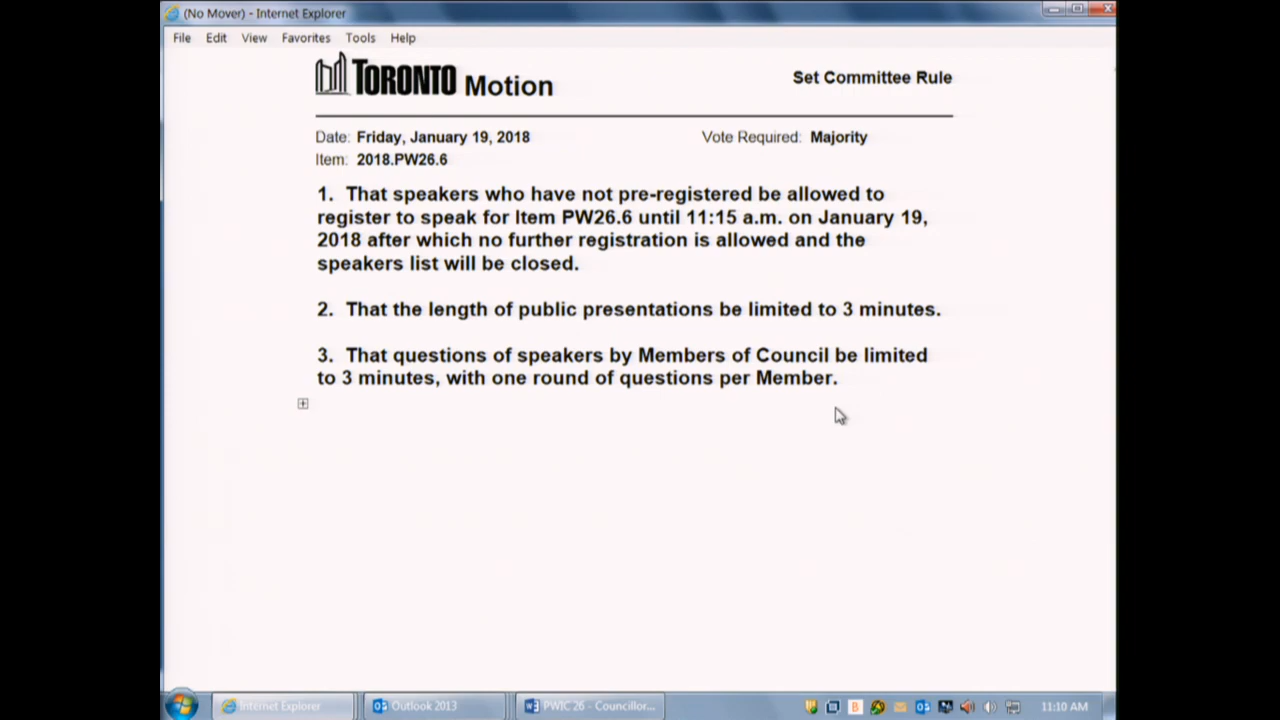 (No Mover) - Internet Explorer
File Edit View Favorites Tools Help
TORONTO Motion
Set Committee Rule
Date: Friday, January 19, 2018
Vote Required: Majority
Item: 2018.PW26.6
1. That speakers who have not pre-registered be allowed to
register to speak for Item PW26.6 until 11:15 a.m. on January 19,
2018 after which no further registration is allowed and the
speakers list will be closed.
2. That the length of public presentations be limited to 3 minutes.
3. That questions of speakers by Members of Council be limited
to 3 minutes, with one round of questions per Member.
Internet Explorer
Outlook 2013
PWIC 26 - Councillor...
11:10 AM